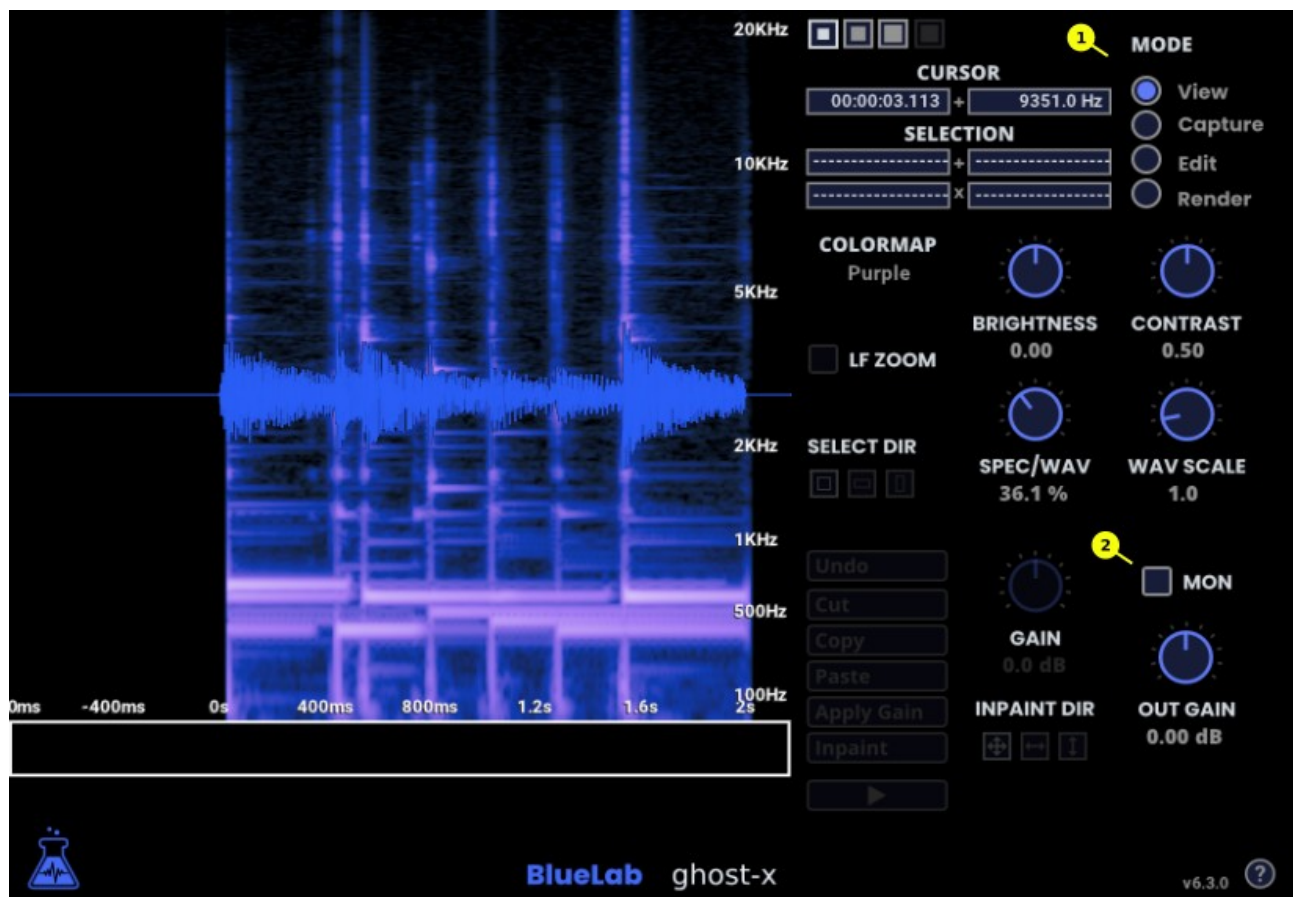 20KHz
10KHz
5KHz
2KHz
1KHz
500Hz
100Hz
0ms -400ms 0s 400ms 800ms 1.2s 1.6s 2s
1
MODE
View
Capture
Edit
Render
CURSOR
00:00:03.113 + 9351.0 Hz
SELECTION
------------------ + ------------------
------------------ x ------------------
COLORMAP
Purple
BRIGHTNESS
0.00
CONTRAST
0.50
LF ZOOM
SELECT DIR
SPEC/WAV
36.1 %
WAV SCALE
1.0
2
Undo
Cut
Copy
Paste
Apply Gain
Inpaint
GAIN
0.0 dB
MON
INPAINT DIR
OUT GAIN
0.00 dB
BlueLab ghost-x
v6.3.0 ?